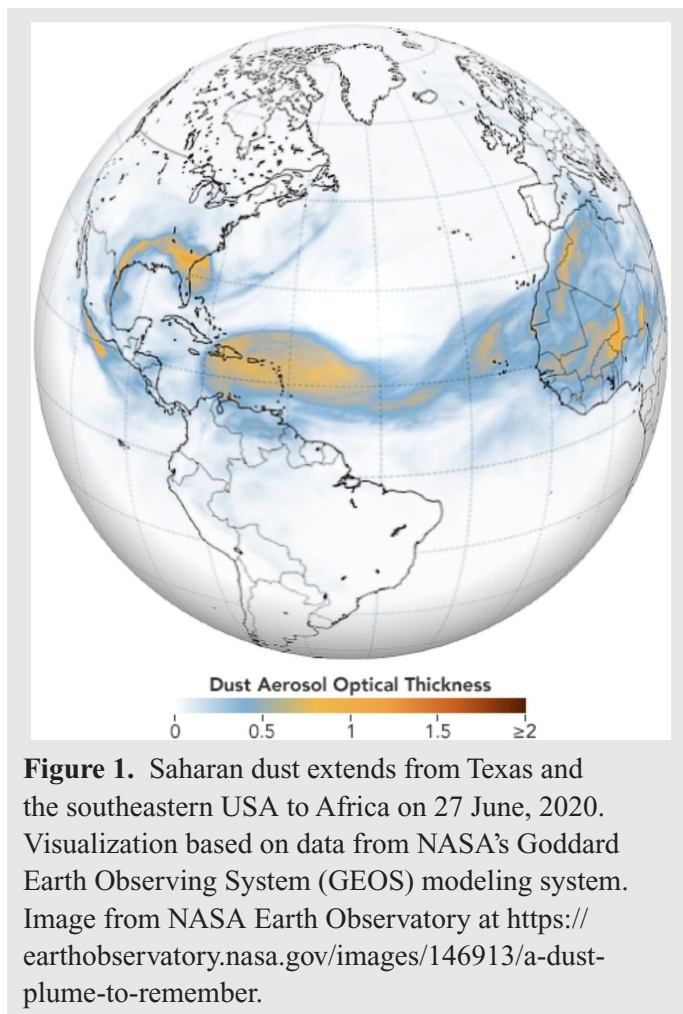 Dust Aerosol Optical Thickness
0 0.5 1 1.5 ≥2
Figure 1. Saharan dust extends from Texas and
the southeastern USA to Africa on 27 June, 2020.
Visualization based on data from NASA’s Goddard
Earth Observing System (GEOS) modeling system.
Image from NASA Earth Observatory at https://
earthobservatory.nasa.gov/images/146913/a-dust-
plume-to-remember.